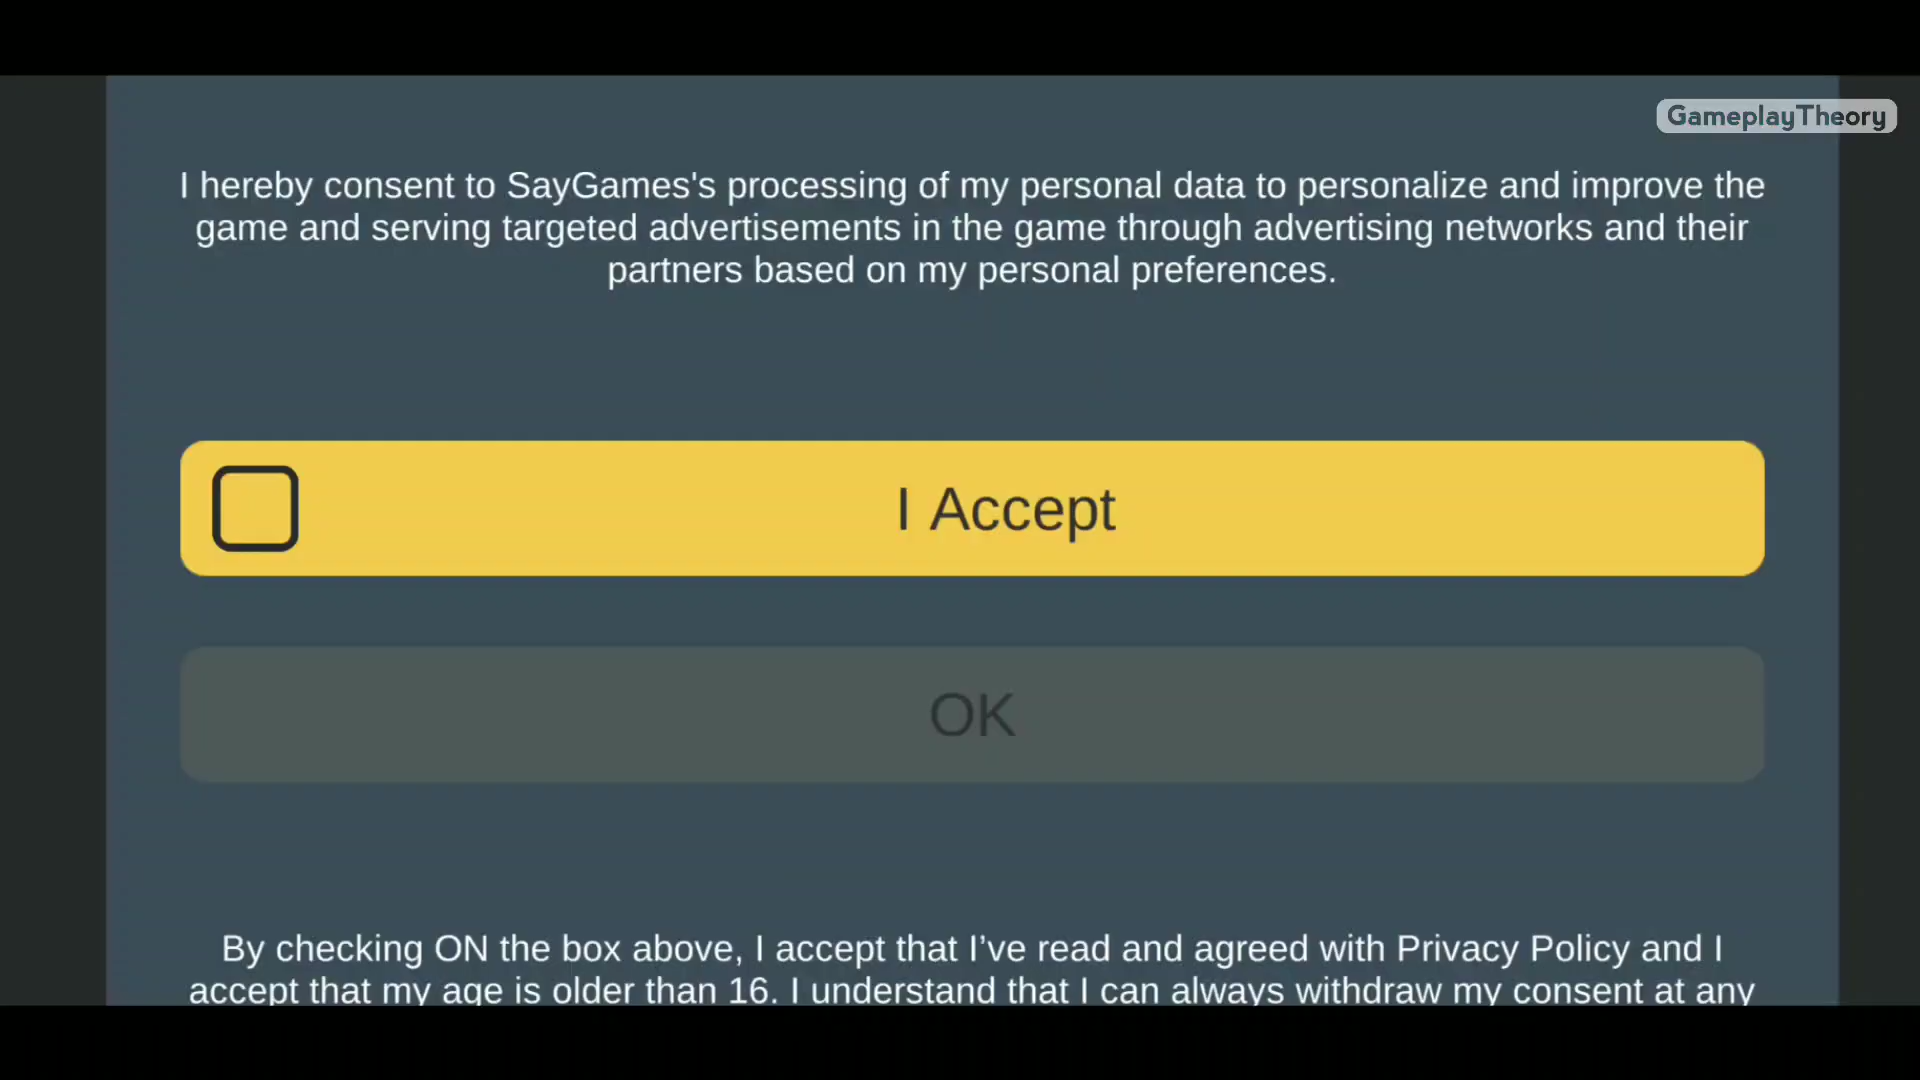 GameplayTheory
I hereby consent to SayGames's processing of my personal data to personalize and improve the
game and serving targeted advertisements in the game through advertising networks and their
partners based on my personal preferences.
I Accept
OK
By checking ON the box above, I accept that I’ve read and agreed with Privacy Policy and I
accept that my age is older than 16. I understand that I can always withdraw my consent at any